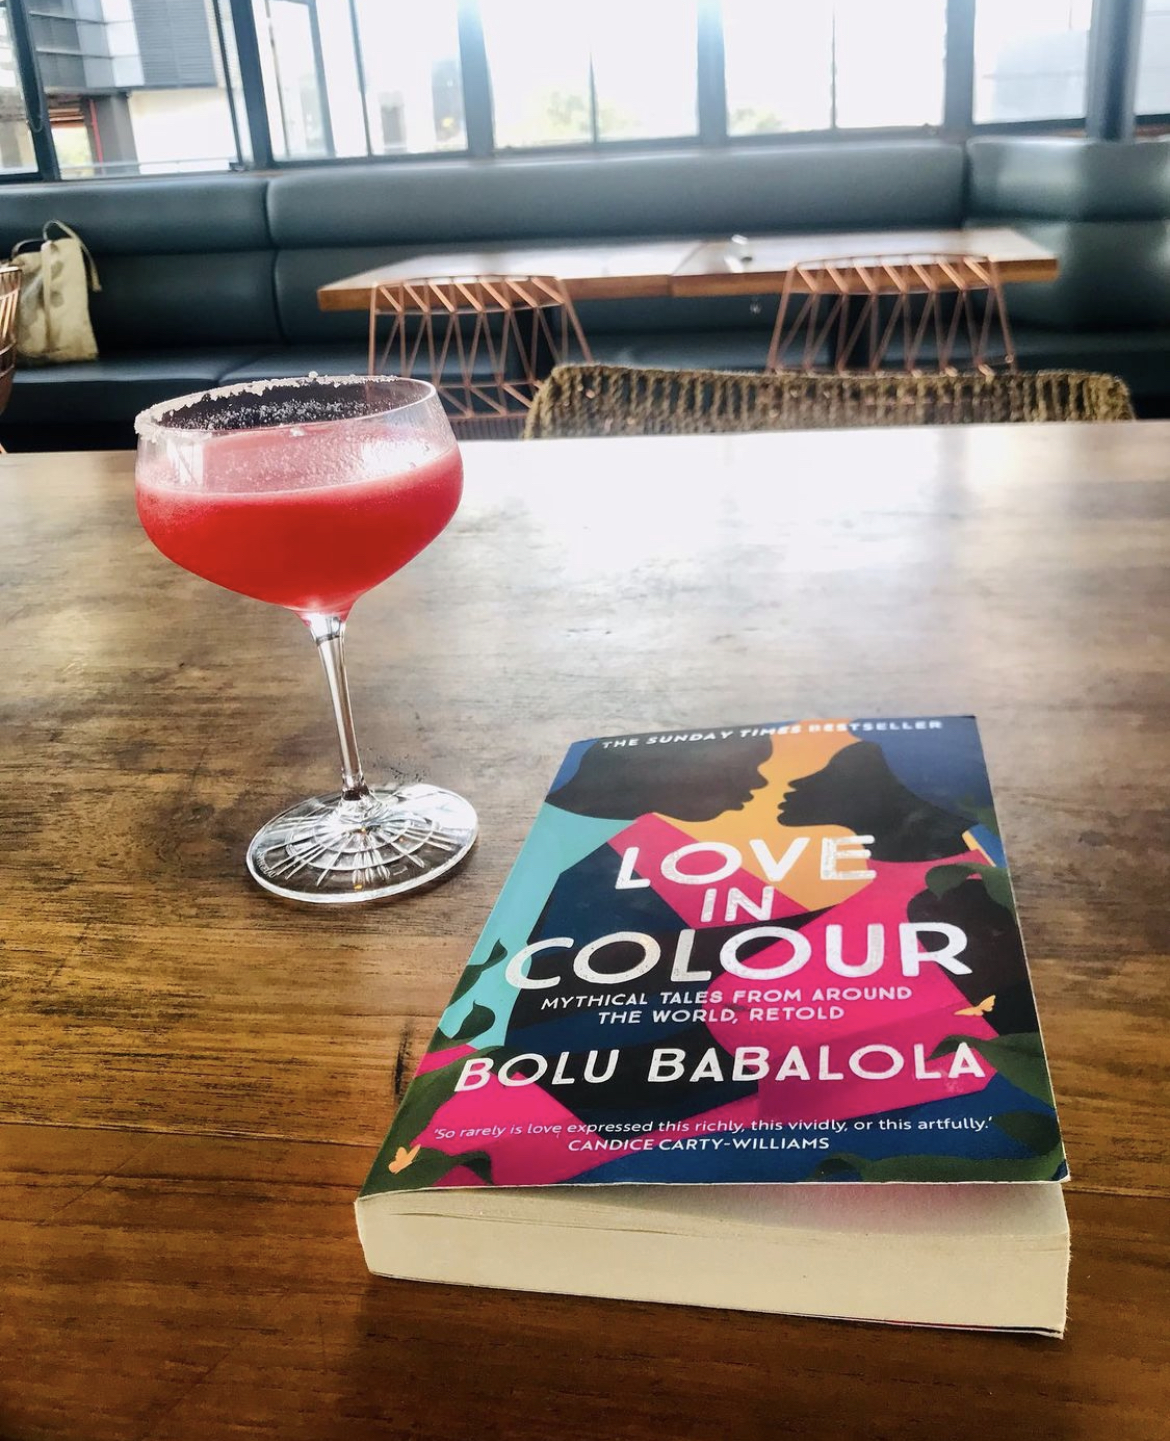 THE SUNDAY TIMES BESTSELLER
LOVE
IN
COLOUR
MYTHICAL TALES FROM AROUND
THE WORLD, RETOLD
BOLU BABALOLA
'So rarely is love expressed this richly, this vividly, or this artfully.'
CANDICE CARTY-WILLIAMS